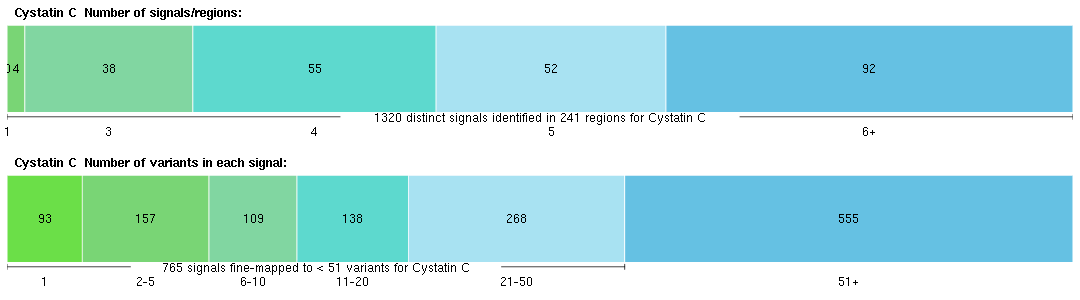 Cystatin C Number of signals/regions:
4 38 55 52 92
1320 distinct signals identified in 241 regions for Cystatin C
1 3 4 5 6+
Cystatin C Number of variants in each signal:
93 157 109 138 268 555
765 signals fine-mapped to < 51 variants for Cystatin C
1 2-5 6-10 11-20 21-50 51+